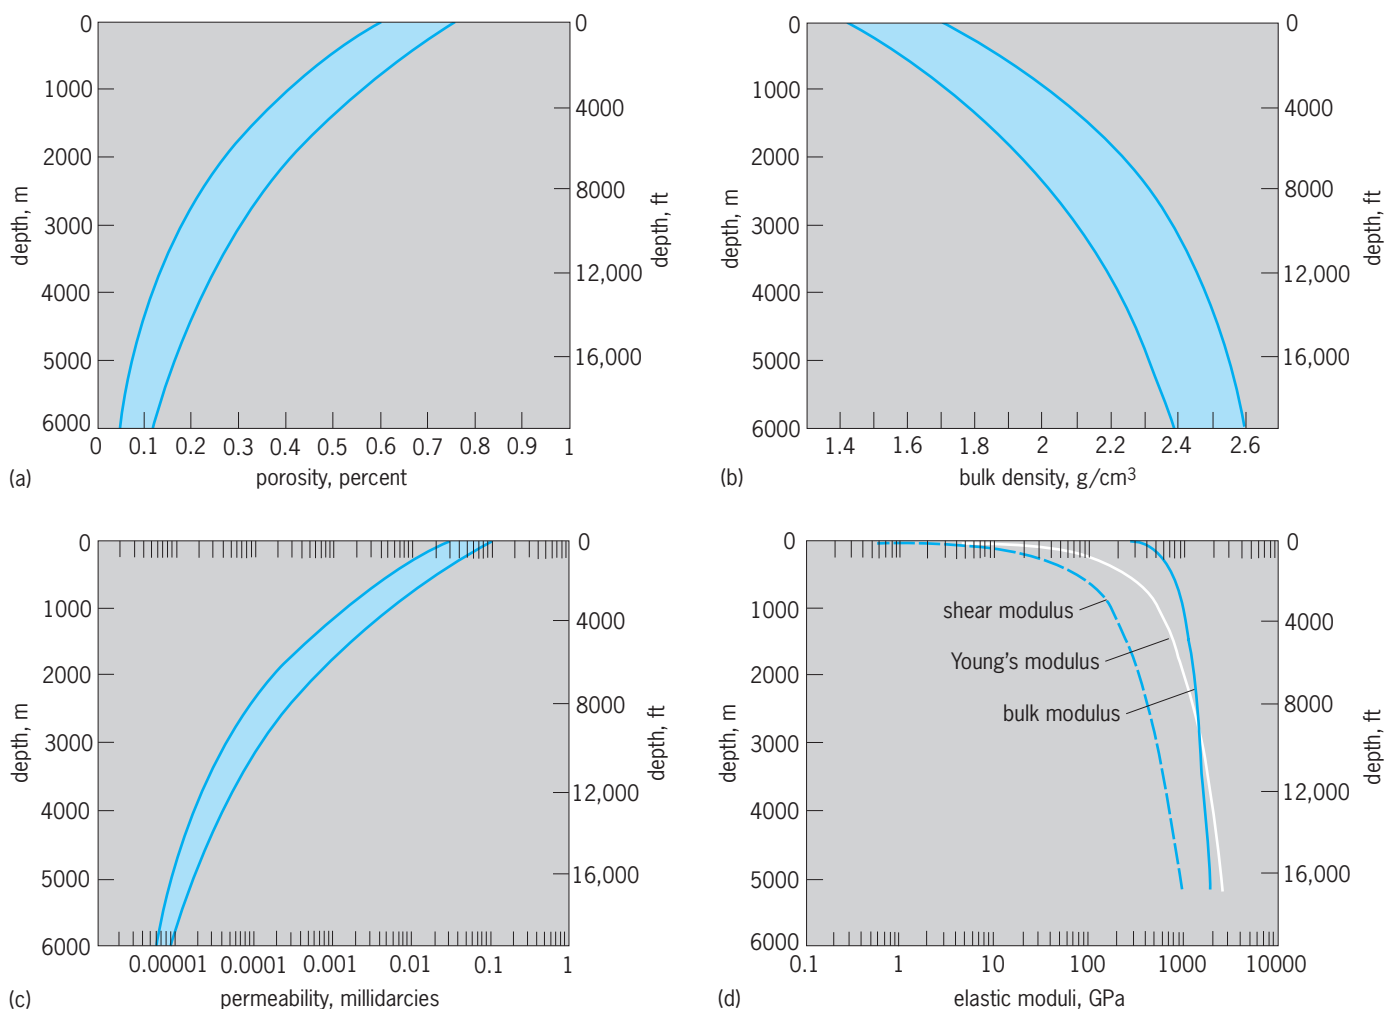 0
1000
2000
3000
4000
5000
6000
depth, m
0
4000
8000
12,000
16,000
depth, ft
0 0.1 0.2 0.3 0.4 0.5 0.6 0.7 0.8 0.9 1
porosity, percent
(a)
0
1000
2000
3000
4000
5000
6000
depth, m
0
4000
8000
12,000
16,000
depth, ft
1.4 1.6 1.8 2 2.2 2.4 2.6
bulk density, g/cm³
(b)
0
1000
2000
3000
4000
5000
6000
depth, m
0
4000
8000
12,000
16,000
depth, ft
0.00001 0.0001 0.001 0.01 0.1 1
permeability, millidarcies
(c)
0
1000
2000
3000
4000
5000
6000
depth, m
shear modulus
Young's modulus
bulk modulus
0
4000
8000
12,000
16,000
depth, ft
0.1 1 10 100 1000 10000
elastic moduli, GPa
(d)